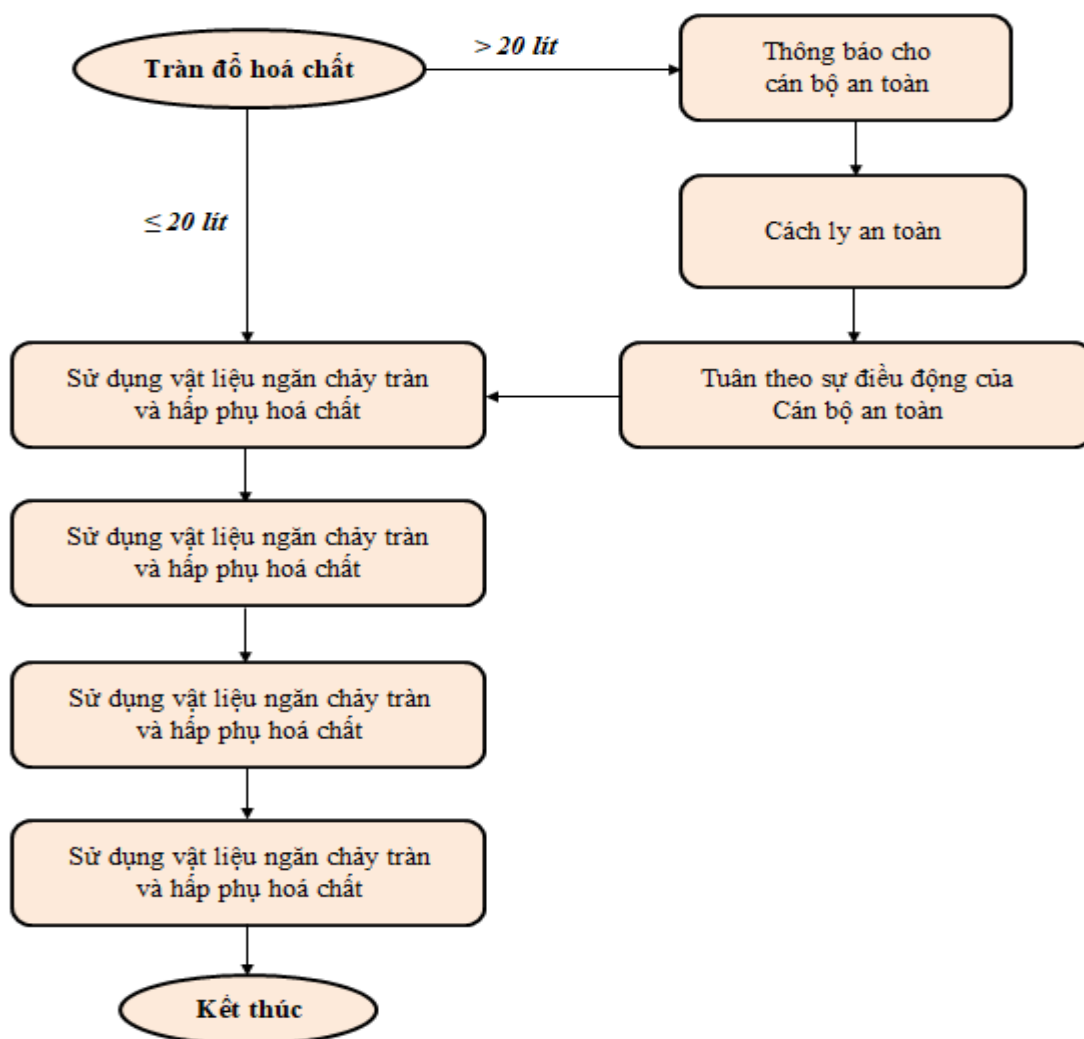 Tràn đổ hoá chất
> 20 lít
Thông báo cho
cán bộ an toàn
Cách ly an toàn
≤ 20 lít
Sử dụng vật liệu ngăn chảy tràn
và hấp phụ hoá chất
Tuân theo sự điều động của
Cán bộ an toàn
Sử dụng vật liệu ngăn chảy tràn
và hấp phụ hoá chất
Sử dụng vật liệu ngăn chảy tràn
và hấp phụ hoá chất
Sử dụng vật liệu ngăn chảy tràn
và hấp phụ hoá chất
Kết thúc